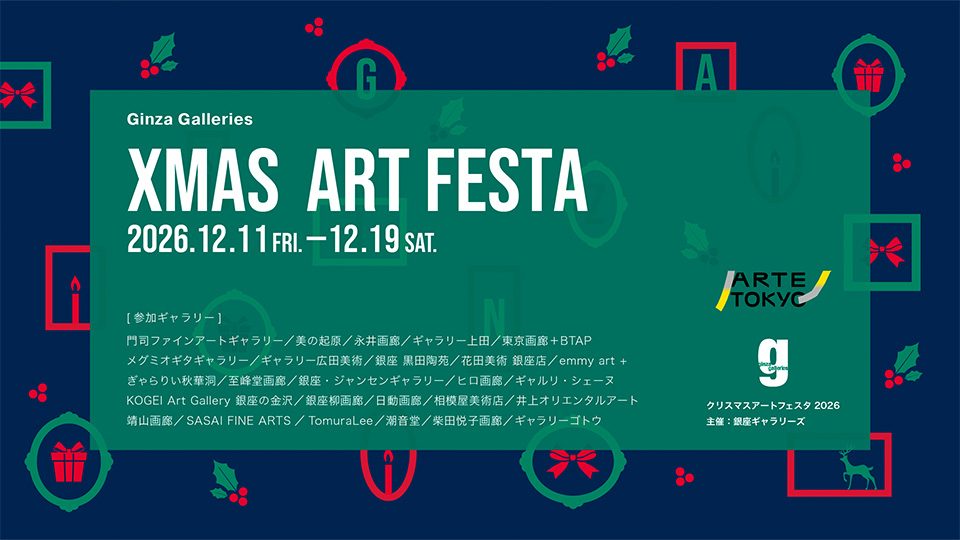 G
A
Ginza Galleries
XMAS ART FESTA
2026.12.11 FRI. –12.19 SAT.
N
ARTE
TOKYO
[ 参加ギャラリー ]
門司ファインアートギャラリー／美の起原／永井画廊／ギャラリー上田／東京画廊＋BTAP
メグミオギタギャラリー／ギャラリー広田美術／銀座 黒田陶苑／花田美術 銀座店／emmy art +
ぎゃらりい秋華洞／至峰堂画廊／銀座・ジャンセンギャラリー／ヒロ画廊／ギャルリ・シェーヌ
KOGEI Art Gallery 銀座の金沢／銀座柳画廊／日動画廊／相模屋美術店／井上オリエンタルアート
靖山画廊／SASAI FINE ARTS ／ TomuraLee／潮音堂／柴田悦子画廊／ギャラリーゴトウ
g
Ginza
galleries
クリスマスアートフェスタ 2026
主催：銀座ギャラリーズ